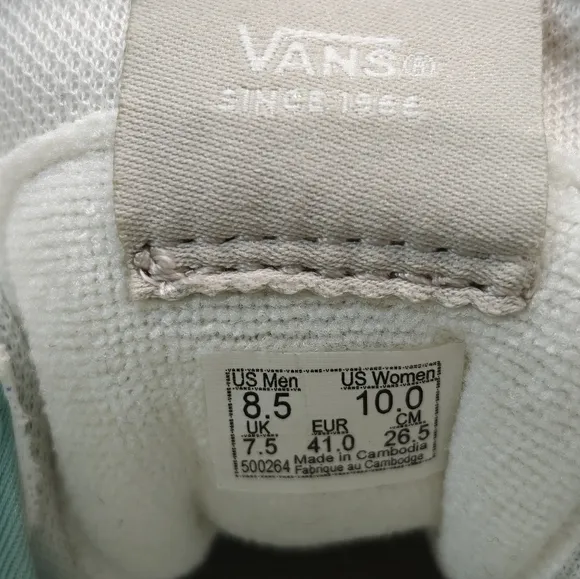 VANS®
SINCE 1966
US Men US Women
8.5 10.0
UK EUR CM
7.5 41.0 26.5
500264 Made in Cambodia
Fabrique au Cambodge